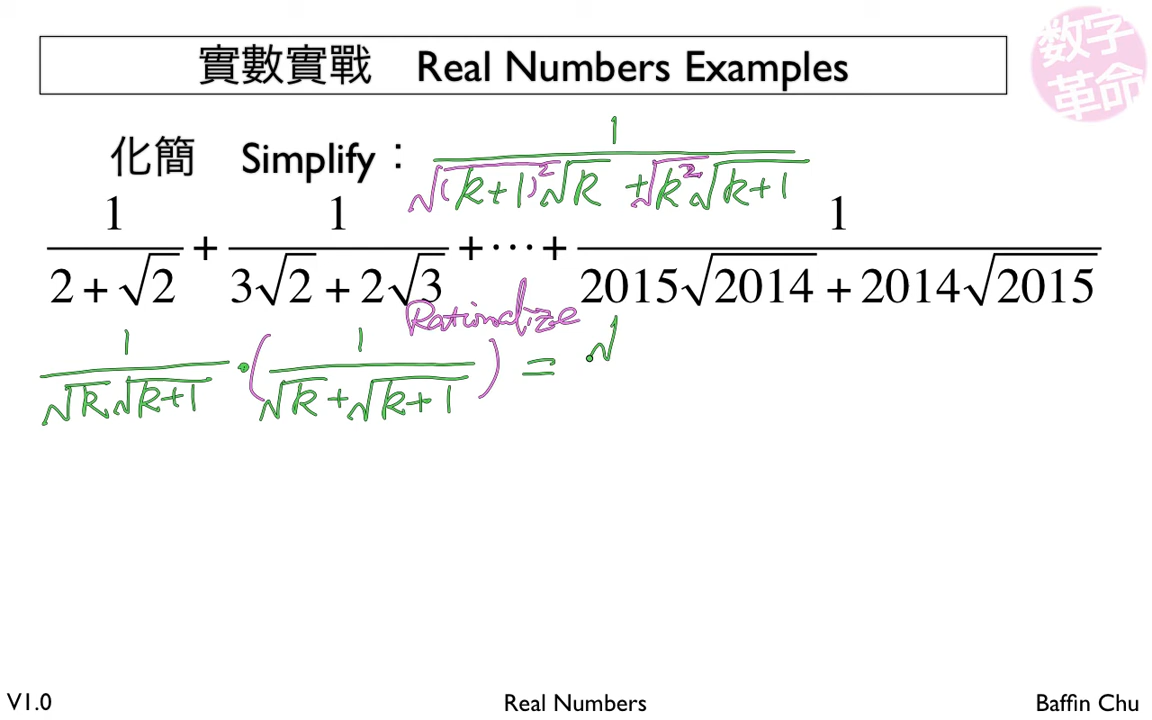 實數實戰 Real Numbers Examples
数字
革命
化簡 Simplify：
1/(√(k+1)²√k + √k²√k+1)
1/(2+√2) + 1/(3√2+2√3) +⋯+ 1/(2015√2014+2014√2015)
Rationalize
1/(√k√k+1) · (1/(√k+√k+1)) = √
V1.0 Real Numbers Baffin Chu